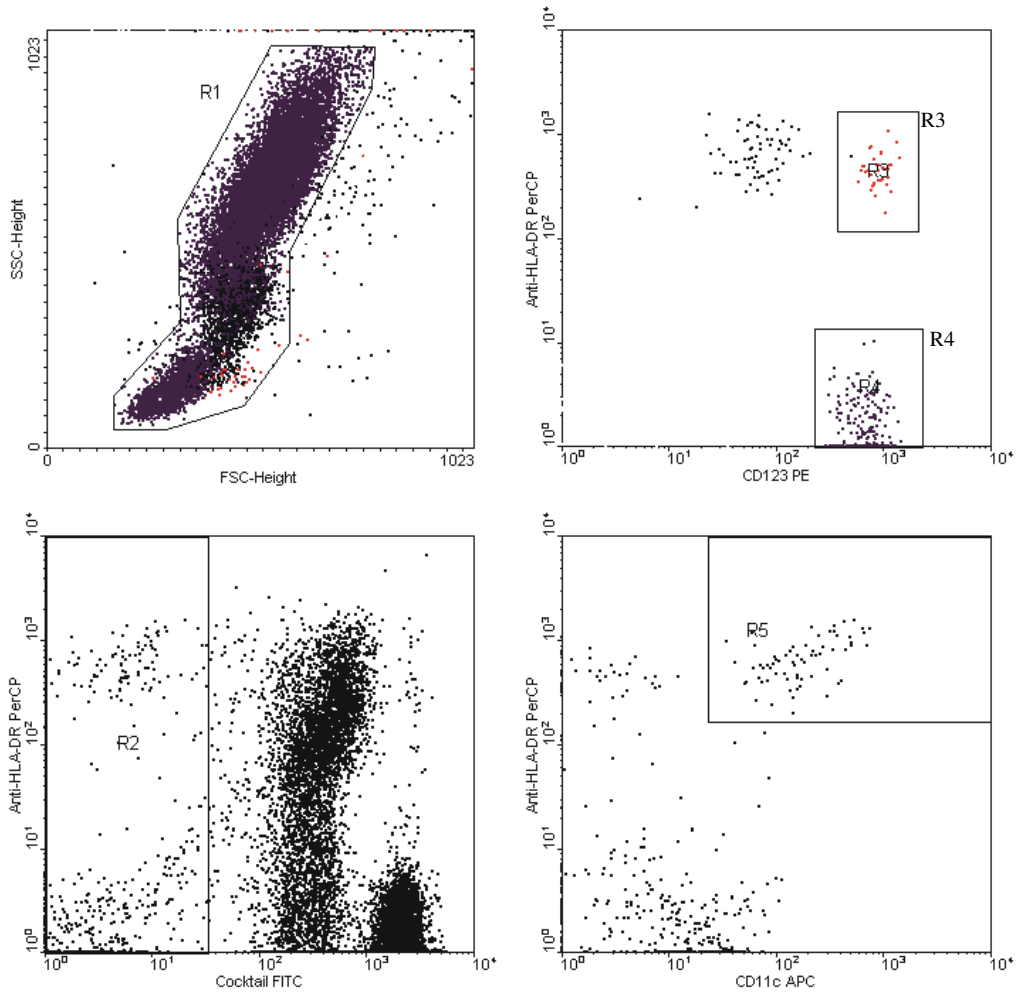 1023
R1
SSC-Height
0
0
1023
FSC-Height
10⁴
10³
R3
R3
Anti-HLA-DR PerCP
10²
10¹
R4
R4
10⁰
10⁰
10¹
10²
10³
10⁴
CD123 PE
10⁴
10³
Anti-HLA-DR PerCP
R2
10²
10¹
10⁰
10⁰
10¹
10²
10³
10⁴
Cocktail FITC
10⁴
10³
R5
Anti-HLA-DR PerCP
10²
10¹
10⁰
10⁰
10¹
10²
10³
10⁴
CD11c APC